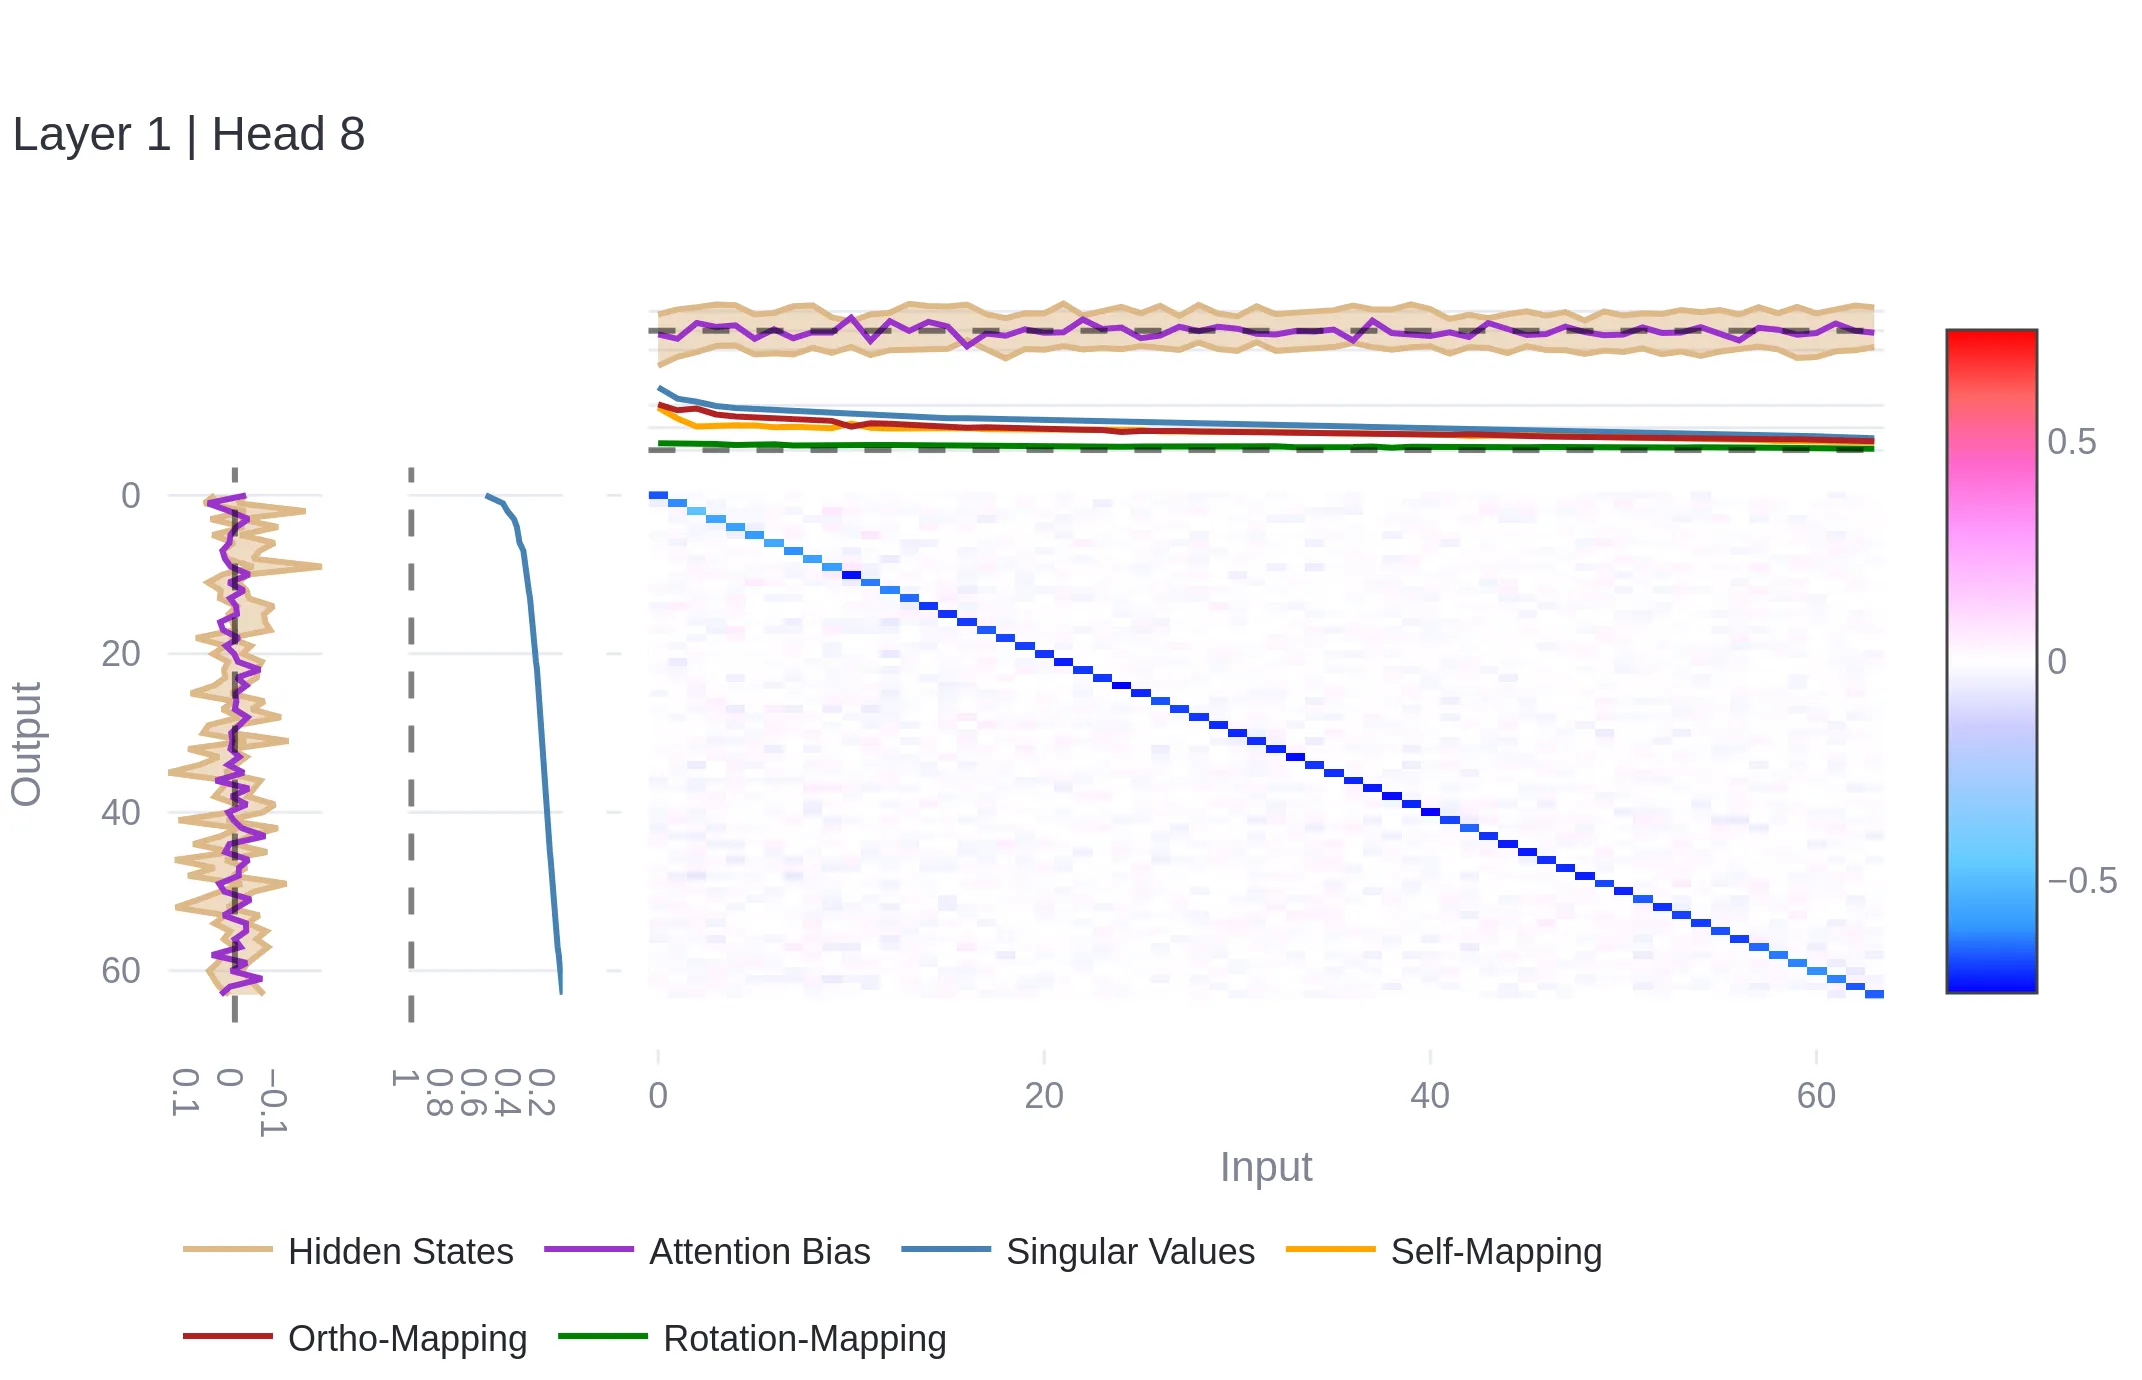 Layer 1 | Head 8
0
20
40
60
Output
0.1
0
−0.1
1
0.8
0.6
0.4
0.2
0
20
40
60
Input
0.5
0
−0.5
Hidden States
Attention Bias
Singular Values
Self-Mapping
Ortho-Mapping
Rotation-Mapping